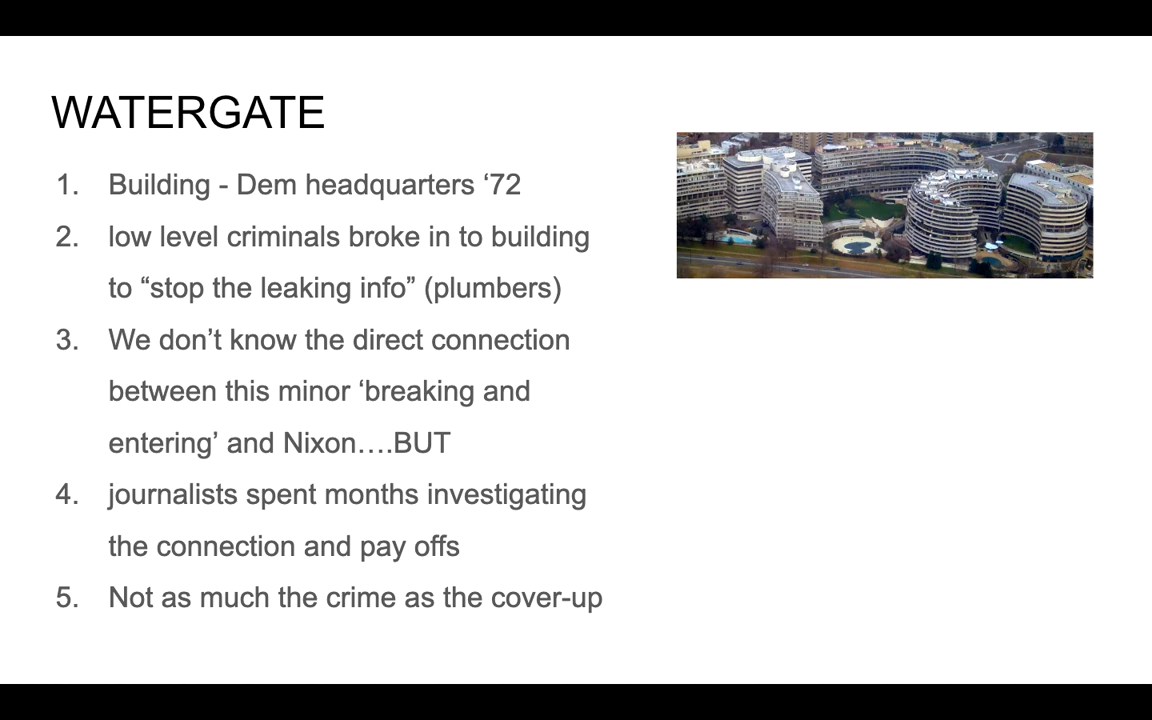 WATERGATE
1. Building - Dem headquarters ‘72
2. low level criminals broke in to building
to “stop the leaking info” (plumbers)
3. We don’t know the direct connection
between this minor ‘breaking and
entering’ and Nixon….BUT
4. journalists spent months investigating
the connection and pay offs
5. Not as much the crime as the cover-up